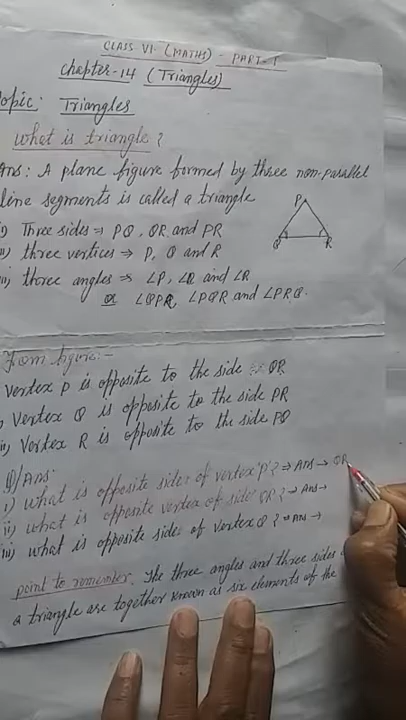 CLASS VI (MATHS) - PART-I
Chapter-14 (Triangles)
opic: Triangles
What is triangle?
Ans: A plane figure formed by three non-parallel
line segments is called a triangle
P
Q R
i) Three sides ⇒ PQ, QR and PR
ii) three vertices ⇒ P, Q and R
iii) three angles ⇒ ∠P, ∠Q and ∠R
or ∠QPR, ∠PQR and ∠PRQ.
From figure:-
Vertex P is opposite to the side QR
Vertex Q is opposite to the side PR
ii) Vertex R is opposite to the side PQ
Q/Ans:
i) What is opposite side of vertex 'P'? ⇒ Ans → QR
ii) What is opposite vertex of side 'QR'? → Ans →
iii) What is opposite side of vertex Q? ⇒ Ans →
point to remember. The three angles and three sides
a triangle are together known as six elements of the